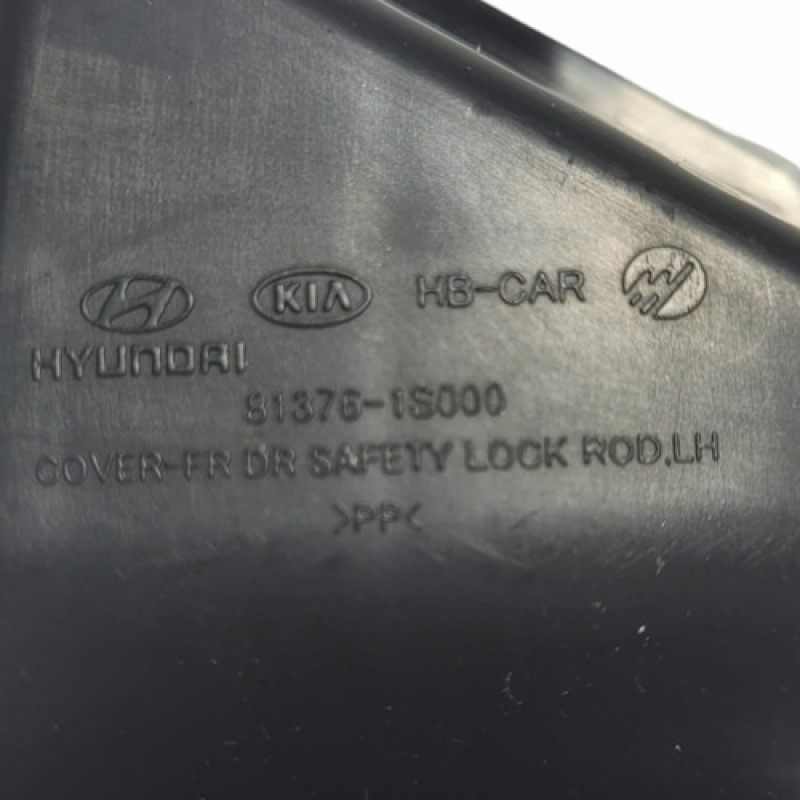 KIA HB-CAR
HYUNDAI
81376-1S000
COVER-FR DR SAFETY LOCK ROD,LH
>PP<